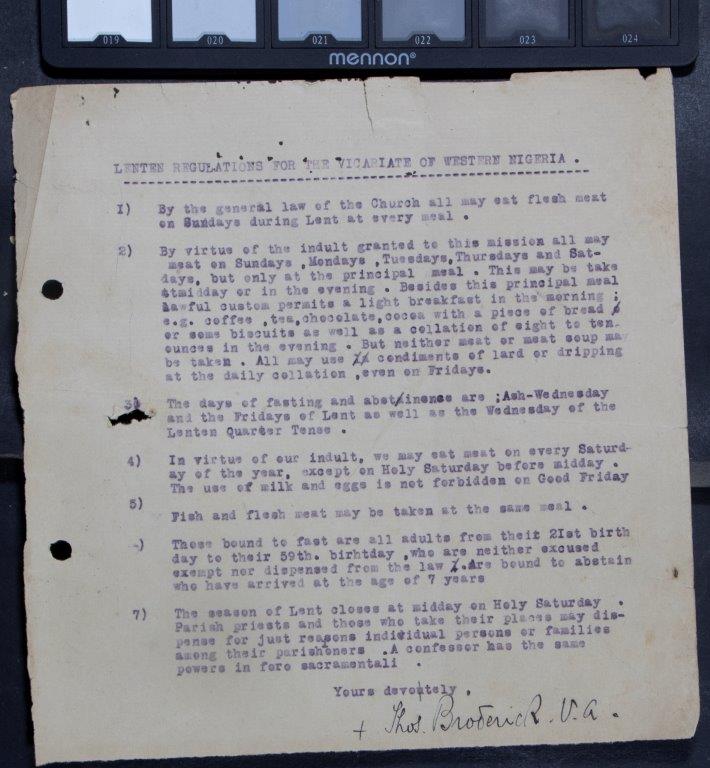 019 020 021 022 023 024
mennon®
LENTEN REGULATIONS FOR THE VICARIATE OF WESTERN NIGERIA .
I) By the general law of the Church all may eat flesh meat
on Sundays during Lent at every meal .
2) By virtue of the indult granted to this mission all may
meat on Sundays ,Mondays ,Tuesdays,Thursdays and Sat-
days, but only at the principal meal . This may be take
atmidday or in the evening . Besides this principal meal
lawful custom permits a light breakfast in the morning ;
e.g. coffee ,tea,chocolate,cocoa with a piece of bread
or some biscuits as well as a collation of eight to ten
ounces in the evening . But neither meat or meat soup may
be taken . All may use condiments of lard or dripping
at the daily collation ,even on Fridays.
3) The days of fasting and abstinence are ;Ash-Wednesday
and the Fridays of Lent as well as the Wednesday of the
Lenten Quarter Tense .
4) In virtue of our indult, we may eat meat on every Saturd-
ay of the year, except on Holy Saturday before midday .
The use of milk and eggs is not forbidden on Good Friday
5) Fish and flesh meat may be taken at the same meal .
-) Those bound to fast are all adults from their 2Ist birth
day to their 59th. birhtday ,who are neither excused
exempt nor dispensed from the law .Are bound to abstain
who have arrived at the age of 7 years
7) The season of Lent closes at midday on Holy Saturday .
Parish priests and those who take their places may dis-
pense for just reasons individual persons or families
among their parishoners .A confessor has the same
powers in foro sacramentali .
Yours devoutely .
+ Thos. Broderick. V.A.